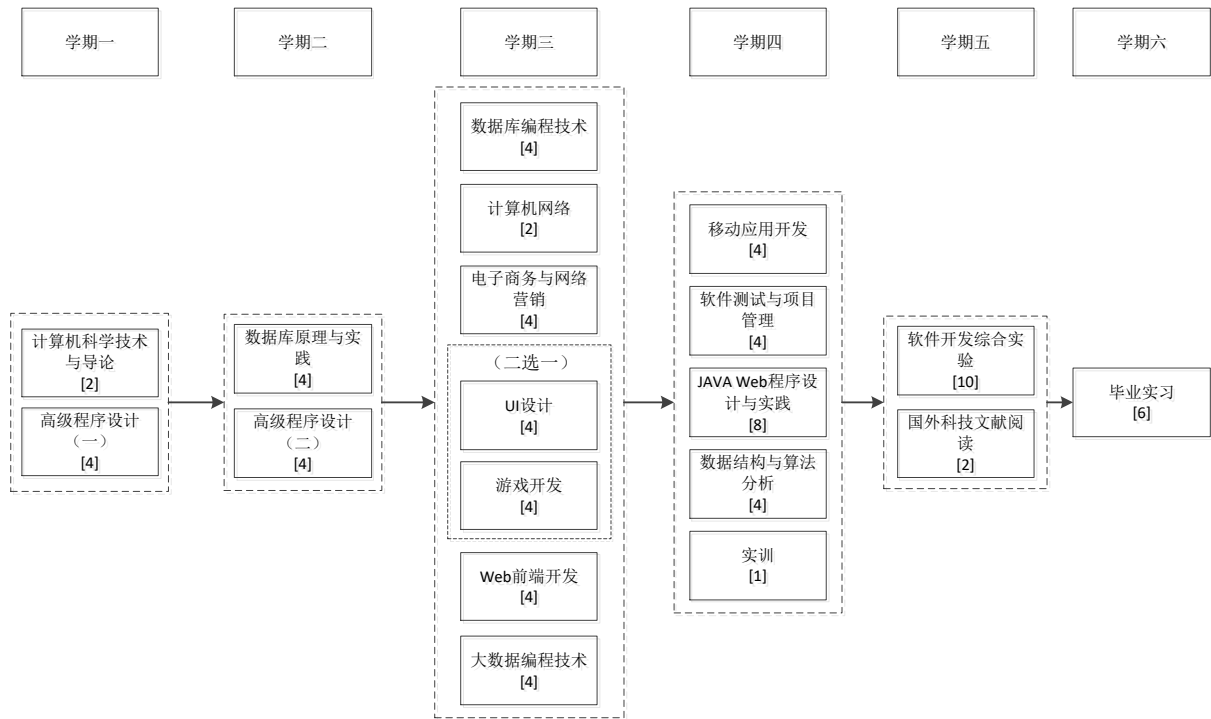 学期一
学期二
学期三
学期四
学期五
学期六
计算机科学技术
与导论
[2]
高级程序设计
（一）
[4]
数据库原理与实
践
[4]
高级程序设计
（二）
[4]
数据库编程技术
[4]
计算机网络
[2]
电子商务与网络
营销
[4]
（二选一）
UI设计
[4]
游戏开发
[4]
Web前端开发
[4]
大数据编程技术
[4]
移动应用开发
[4]
软件测试与项目
管理
[4]
JAVA Web程序设
计与实践
[8]
数据结构与算法
分析
[4]
实训
[1]
软件开发综合实
验
[10]
国外科技文献阅
读
[2]
毕业实习
[6]